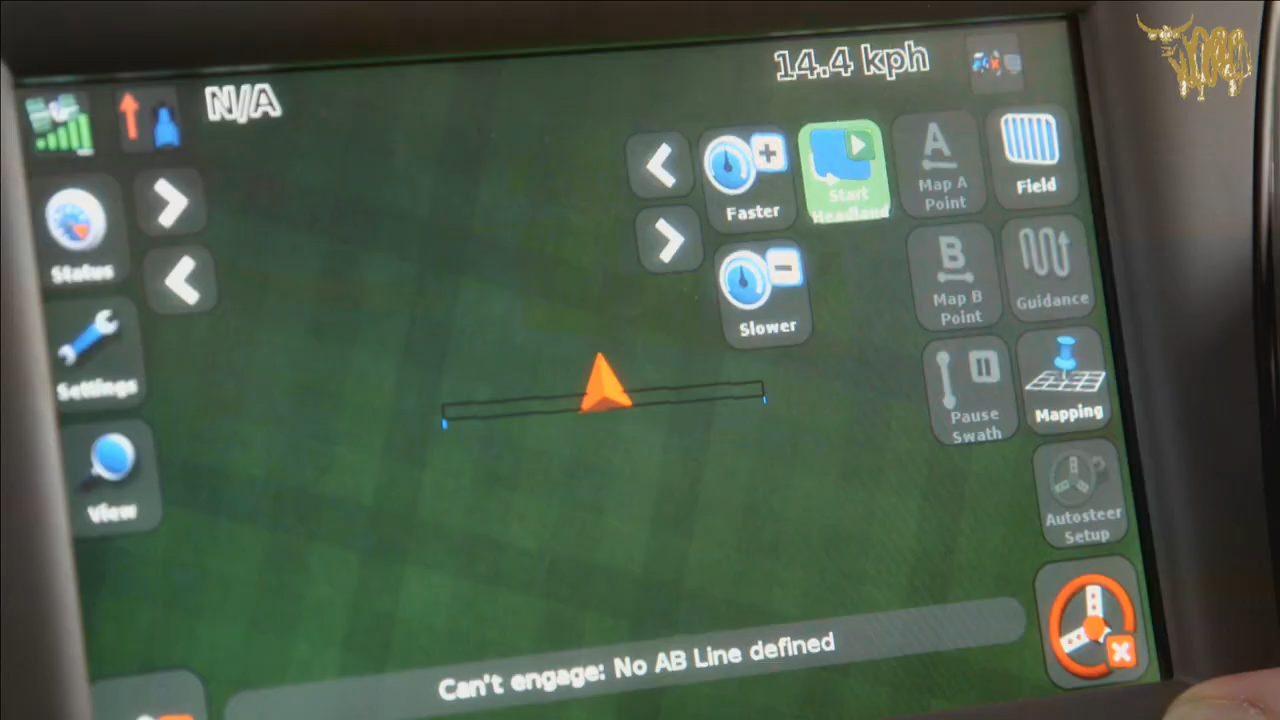 N/A
14.4 kph
Status
Settings
View
Faster
Slower
Start
Headland
A
Map A
Point
B
Map B
Point
Pause
Swath
Field
Guidance
Mapping
Autosteer
Setup
Can't engage: No AB Line defined